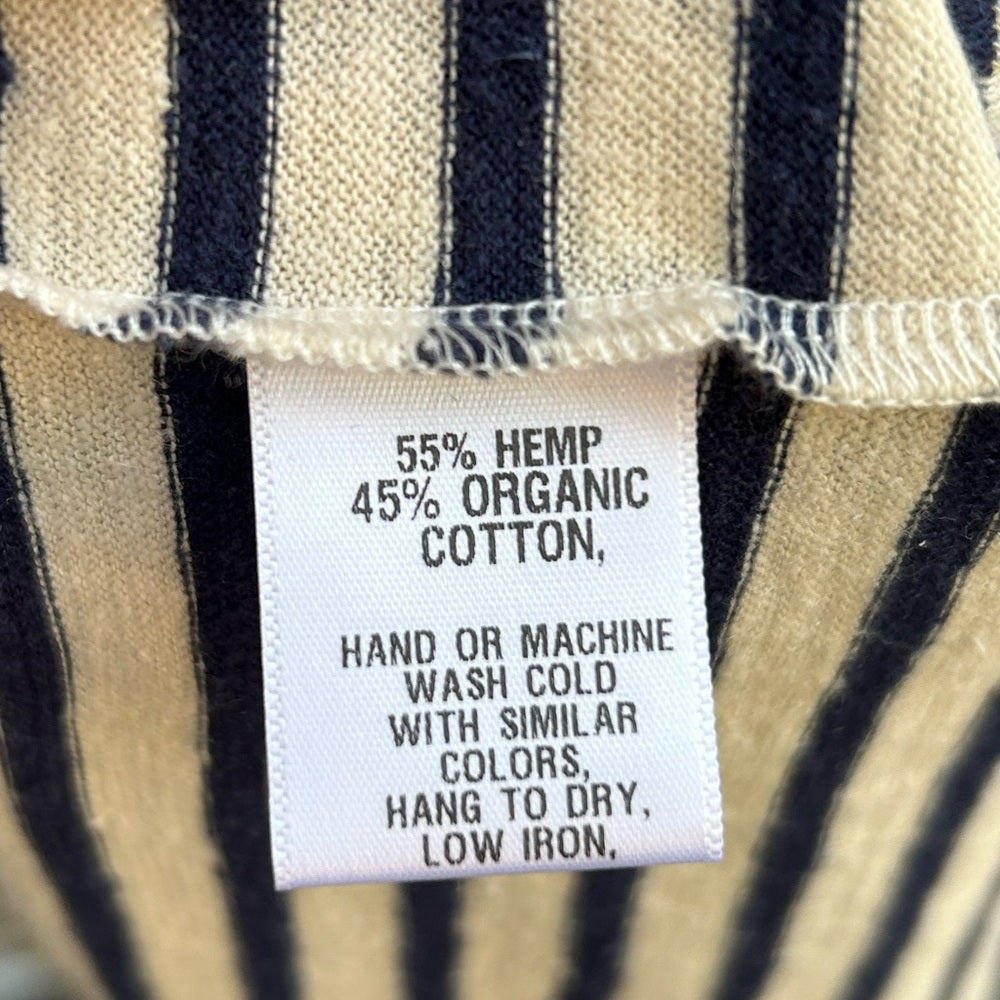 55% HEMP
45% ORGANIC
COTTON,
HAND OR MACHINE
WASH COLD
WITH SIMILAR
COLORS,
HANG TO DRY,
LOW IRON,